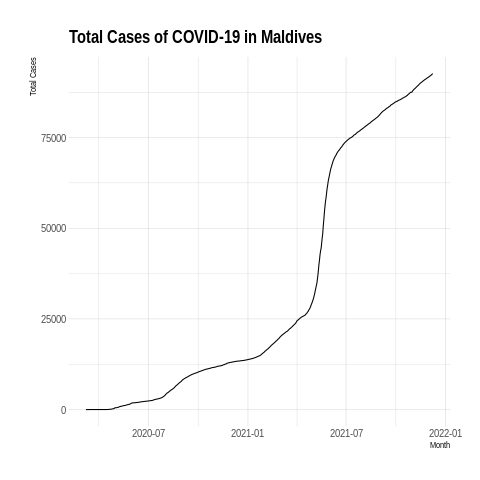 Total Cases of COVID-19 in Maldives
Total Cases
75000
50000
25000
0
2020-07 2021-01 2021-07 2022-01
Month